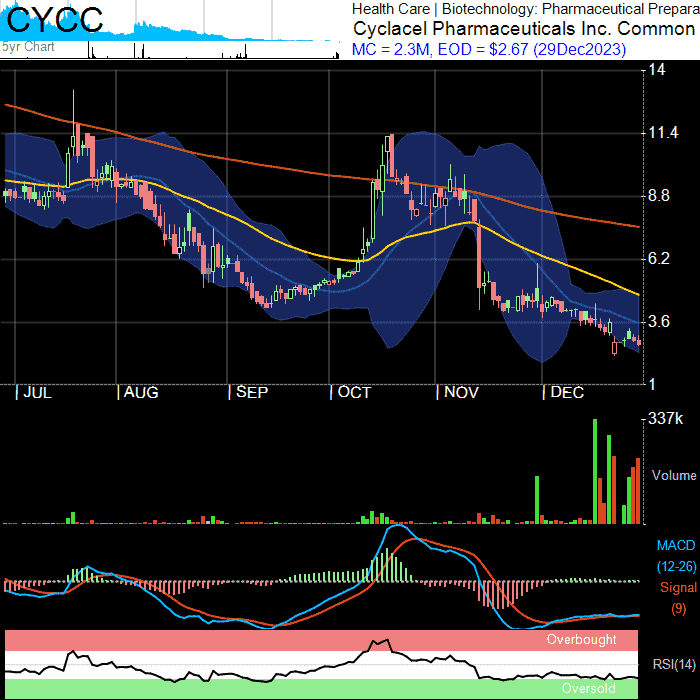 CYCC
5yr Chart
Health Care | Biotechnology: Pharmaceutical Prepara
Cyclacel Pharmaceuticals Inc. Common
MC = 2.3M, EOD = $2.67 (29Dec2023)
14
11.4
8.8
6.2
3.6
1
JUL AUG SEP OCT NOV DEC
337k
Volume
MACD
(12-26)
Signal
(9)
Overbought
RSI(14)
Oversold